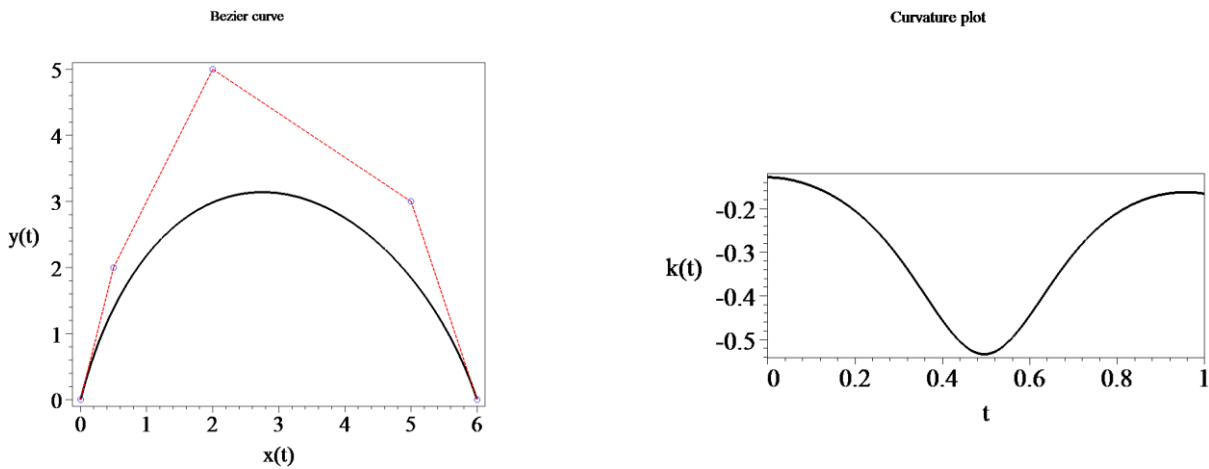 Bezier curve
5
4
3
y(t)
2
1
0
0 1 2 3 4 5 6
x(t)
Curvature plot
-0.2
-0.3
k(t)
-0.4
-0.5
0 0.2 0.4 0.6 0.8 1
t